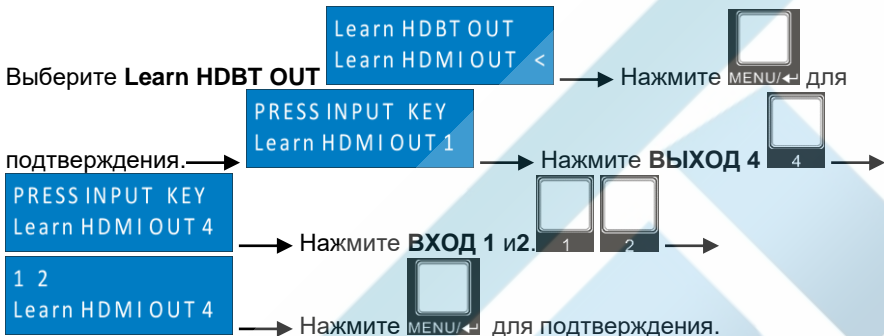 Learn HDBT OUT
Learn HDMI OUT <
Выберите Learn HDBT OUT → Нажмите MENU/↵ для
PRESS INPUT KEY
Learn HDMI OUT 1
подтверждения. → → Нажмите ВЫХОД 4 4 →
PRESS INPUT KEY
Learn HDMI OUT 4
→ Нажмите ВХОД 1 и2. 1 2 →
1 2
Learn HDMI OUT 4
→ Нажмите MENU/↵ для подтверждения.